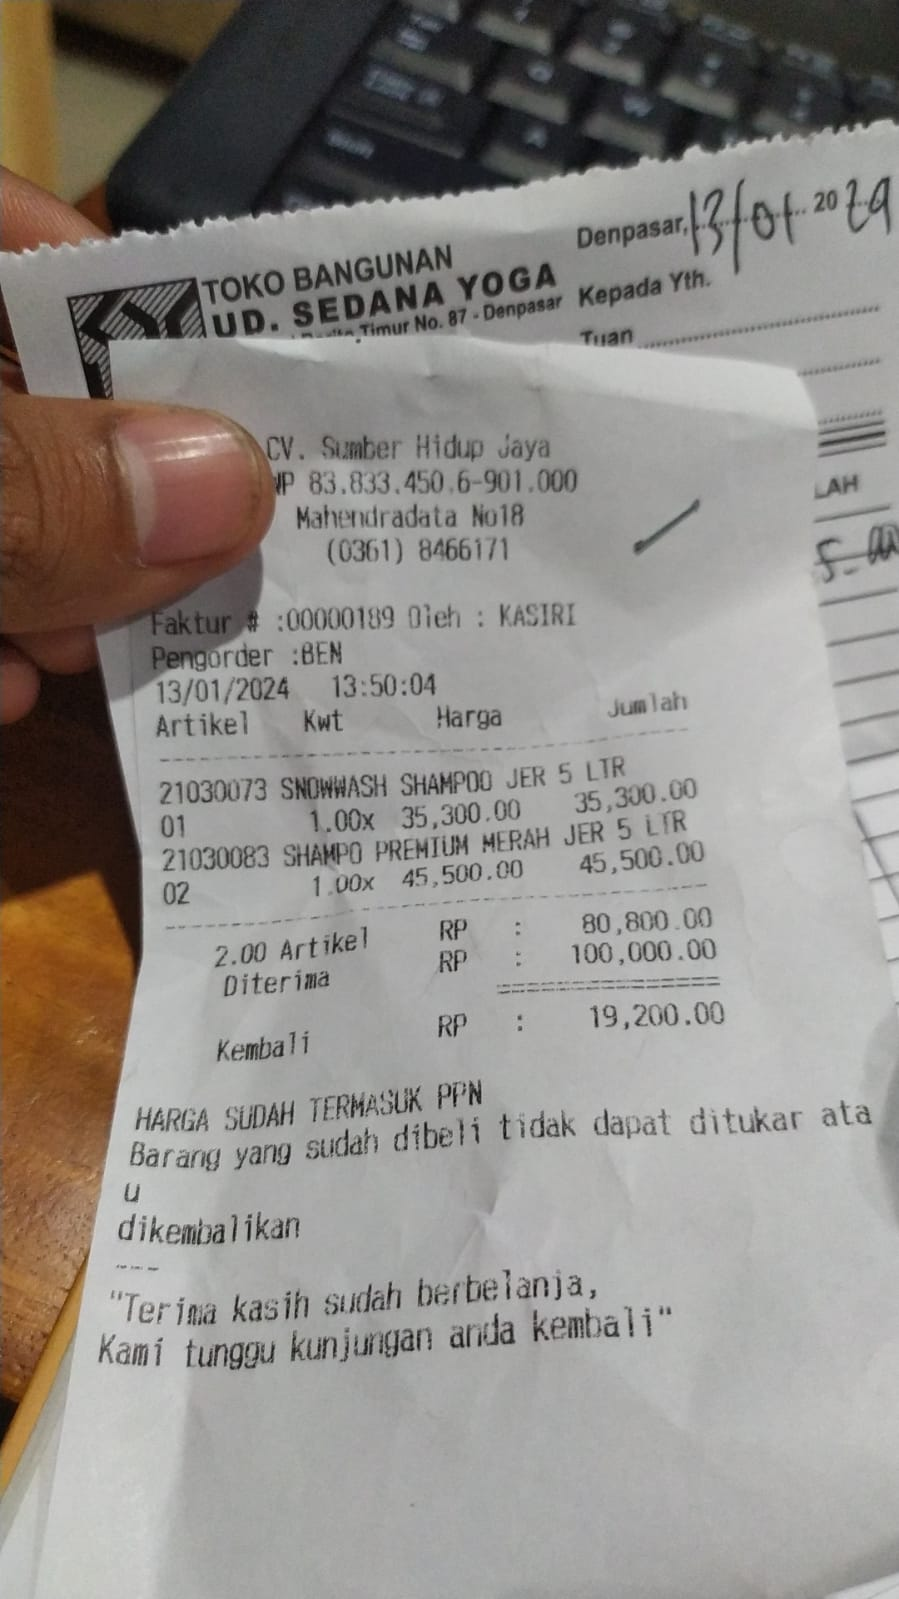 TOKO BANGUNAN
UD. SEDANA YOGA
Timur No. 87 - Denpasar
Denpasar, 13/01 2024
Kepada Yth.
Tuan
LAH
CV. Sumber Hidup Jaya
WP 83.833.450.6-901.000
Mahendradata No18
(0361) 8466171
Faktur # :00000189 Oleh : KASIR1
Pengorder :BEN
13/01/2024 13:50:04
Artikel Kwt Harga Jumlah
21030073 SNOWWASH SHAMPOO JER 5 LTR
01 1.00x 35,300.00 35,300.00
21030083 SHAMPO PREMIUM MERAH JER 5 LTR
02 1.00x 45,500.00 45,500.00
2.00 Artikel RP : 80,800.00
Diterima RP : 100,000.00
==================
Kembali RP : 19,200.00
HARGA SUDAH TERMASUK PPN
Barang yang sudah dibeli tidak dapat ditukar ata
u
dikembalikan
---
"Terima kasih sudah berbelanja,
Kami tunggu kunjungan anda kembali"